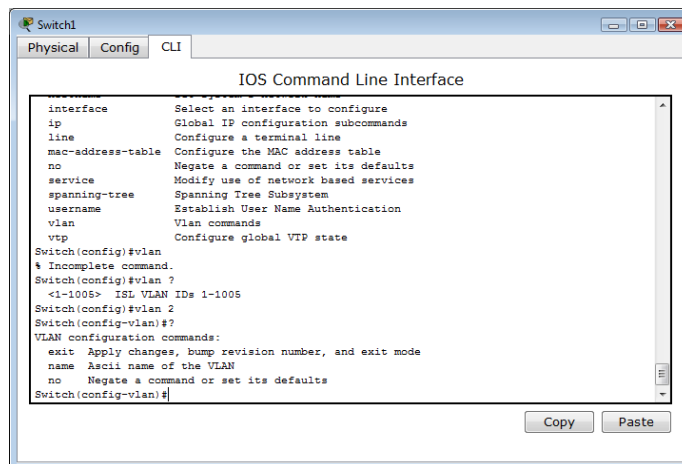 Switch1
Physical Config CLI
IOS Command Line Interface
interface Select an interface to configure
ip Global IP configuration subcommands
line Configure a terminal line
mac-address-table Configure the MAC address table
no Negate a command or set its defaults
service Modify use of network based services
spanning-tree Spanning Tree Subsystem
username Establish User Name Authentication
vlan Vlan commands
vtp Configure global VTP state
Switch(config)#vlan
% Incomplete command.
Switch(config)#vlan ?
<1-1005> ISL VLAN IDs 1-1005
Switch(config)#vlan 2
Switch(config-vlan)#?
VLAN configuration commands:
exit Apply changes, bump revision number, and exit mode
name Ascii name of the VLAN
no Negate a command or set its defaults
Switch(config-vlan)#
Copy Paste